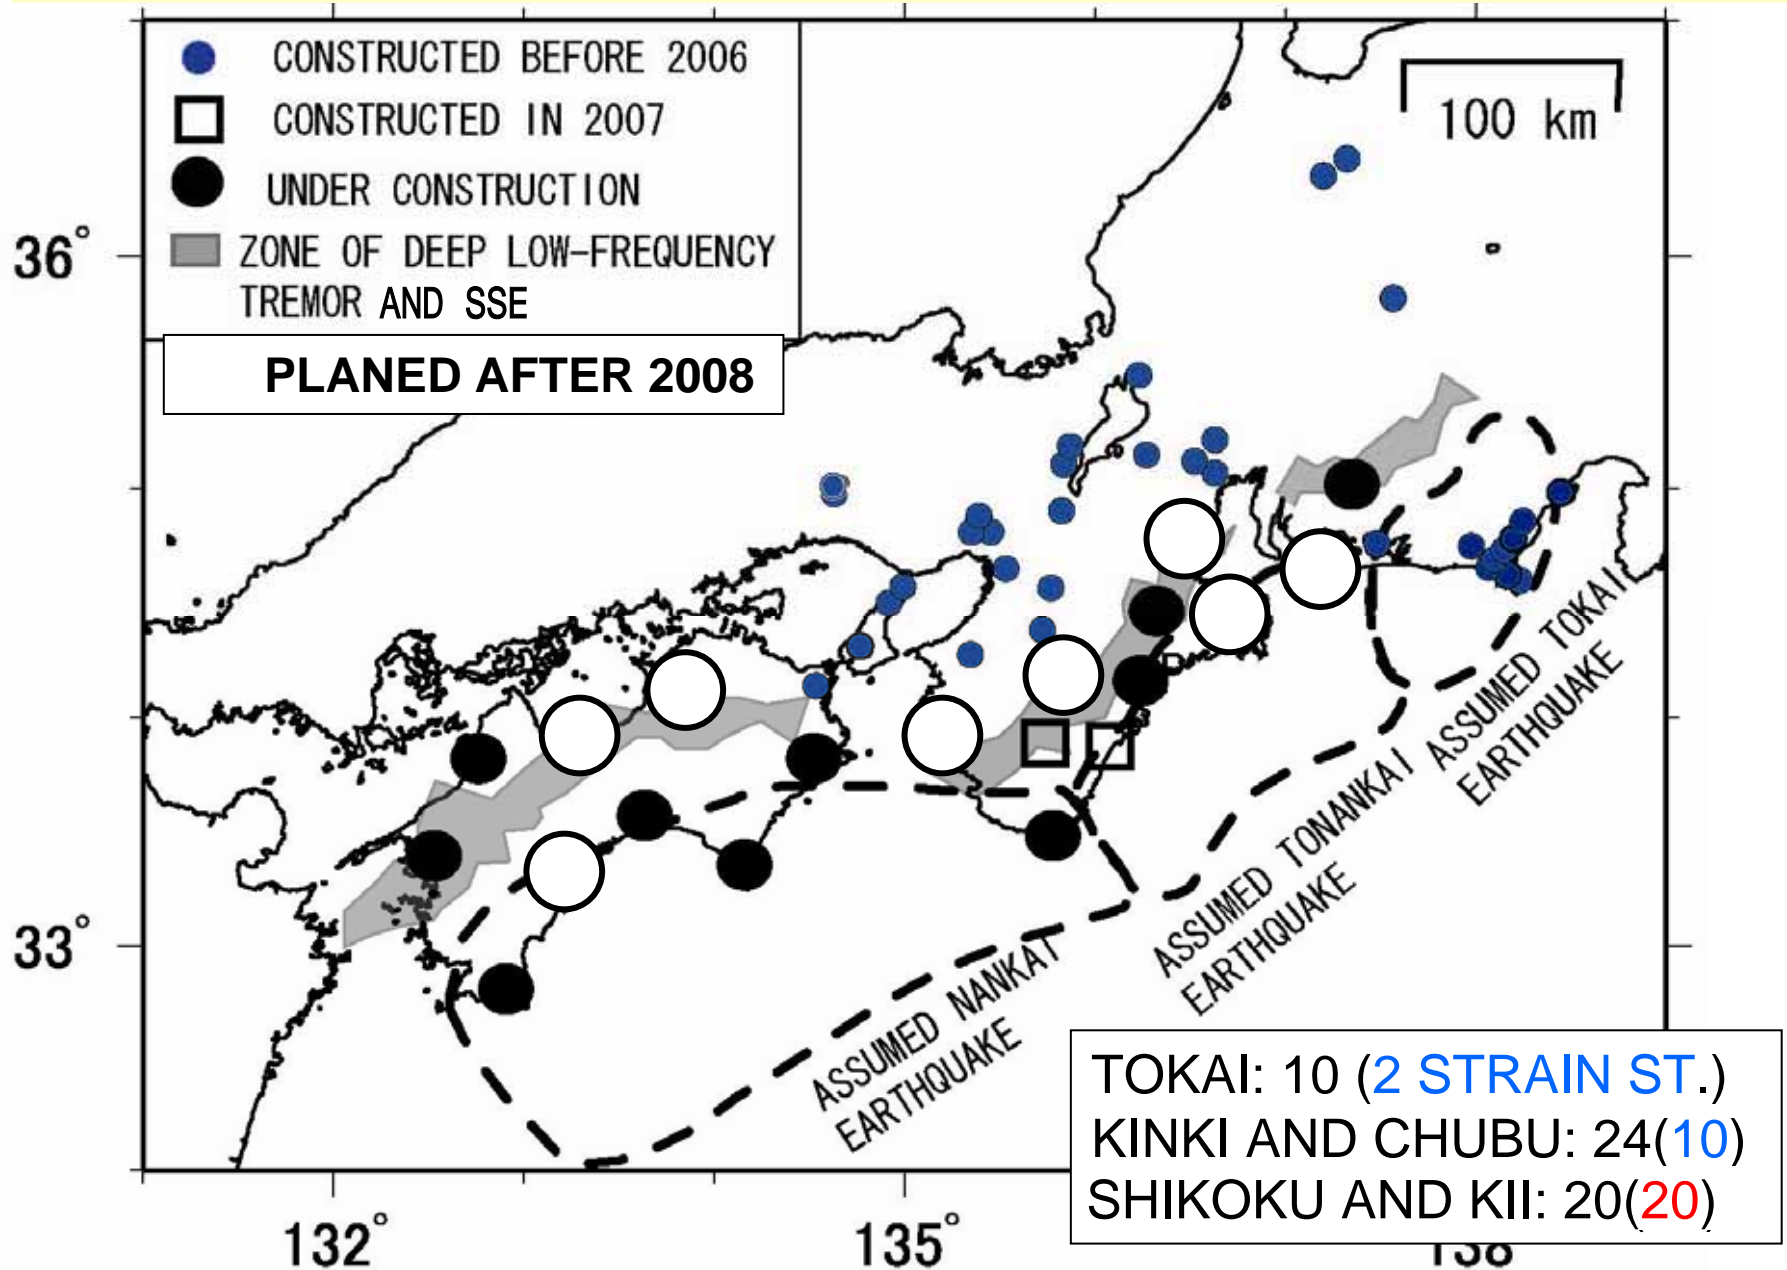 CONSTRUCTED BEFORE 2006
CONSTRUCTED IN 2007
UNDER CONSTRUCTION
ZONE OF DEEP LOW-FREQUENCY
TREMOR AND SSE
PLANED AFTER 2008
100 km
36°
33°
ASSUMED TOKAI
EARTHQUAKE
ASSUMED TONANKAI
EARTHQUAKE
ASSUMED NANKAI
EARTHQUAKE
TOKAI: 10 (2 STRAIN ST.)
KINKI AND CHUBU: 24(10)
SHIKOKU AND KII: 20(20)
132°
135°
138